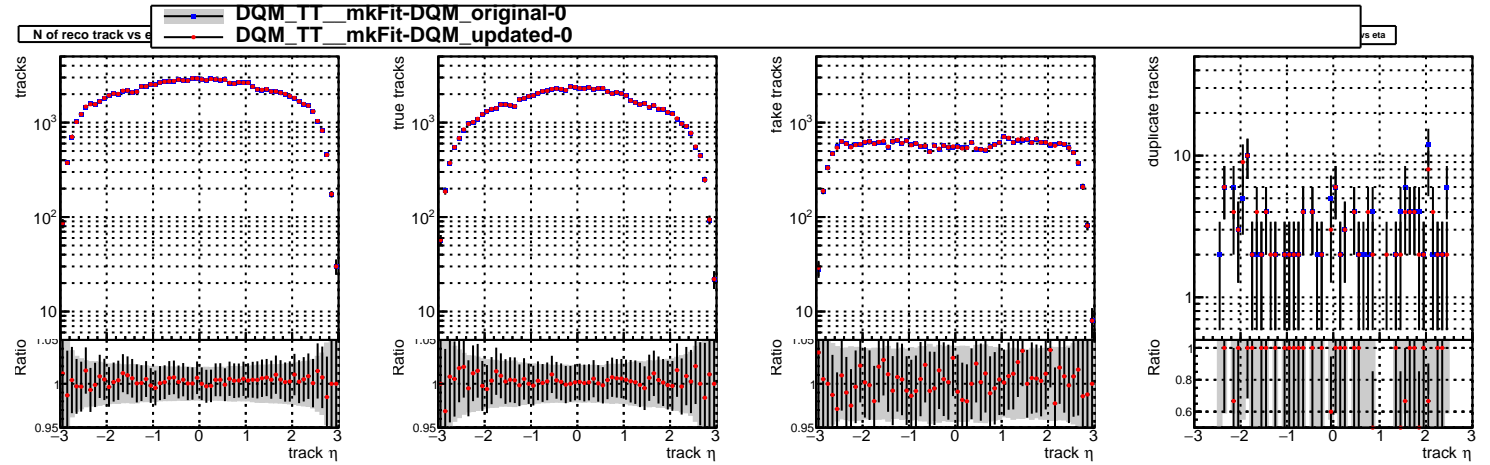 DQM_TT__mkFit-DQM_original-0
DQM_TT__mkFit-DQM_updated-0
N of reco track vs e
vs eta
tracks
10³
10²
10
Ratio
1.05
1
0.95
−3 −2 −1 0 1 2 3
track η
true tracks
10³
10²
10
Ratio
1.05
1
0.95
−3 −2 −1 0 1 2 3
track η
fake tracks
10³
10²
10
Ratio
1.05
1
0.95
−3 −2 −1 0 1 2 3
track η
duplicate tracks
10
1
Ratio
1
0.8
0.6
−3 −2 −1 0 1 2 3
track η